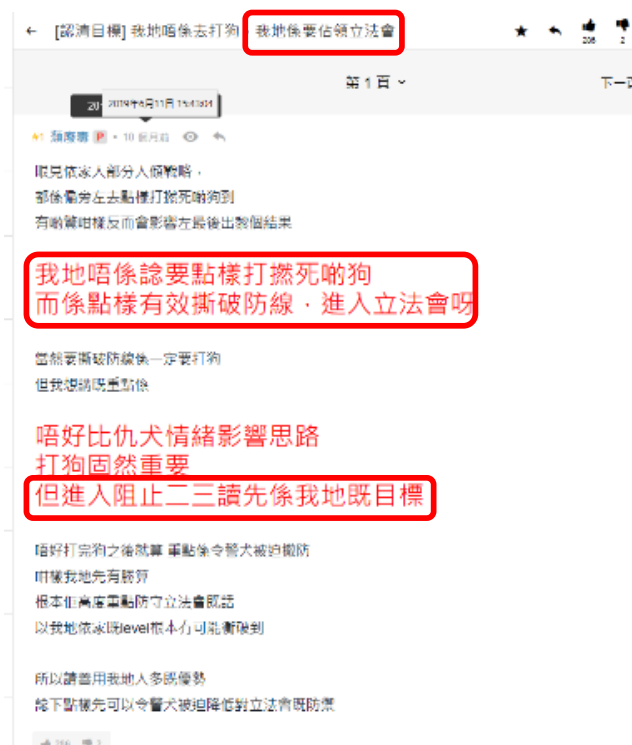 ← [認清目標] 我地唔係去打狗，我地係要佔領立法會
第 1 頁
2019年6月11日
#1 • 10 個月前
眼見依家大部分人傾戰略，
都係偏旁左去點樣打撚死啲狗到
有啲驚咁樣反而會影響左最後出嚟個結果
我地唔係諗要點樣打撚死啲狗
而係點樣有效撕破防線，進入立法會呀
當然要撕破防線係一定要打狗
但我想講既重點係
唔好比仇犬情緒影響思路
打狗固然重要
但進入阻止二三讀先係我地既目標
唔好打完狗之後就算 重點係令警犬被迫撤防
咁樣我地先有勝算
根本佢高度重點防守立法會既話
以我地依家既level根本冇可能衝破到
所以請善用我地人多既優勢
諗下點樣先可以令警犬被迫降低對立法會既防禦